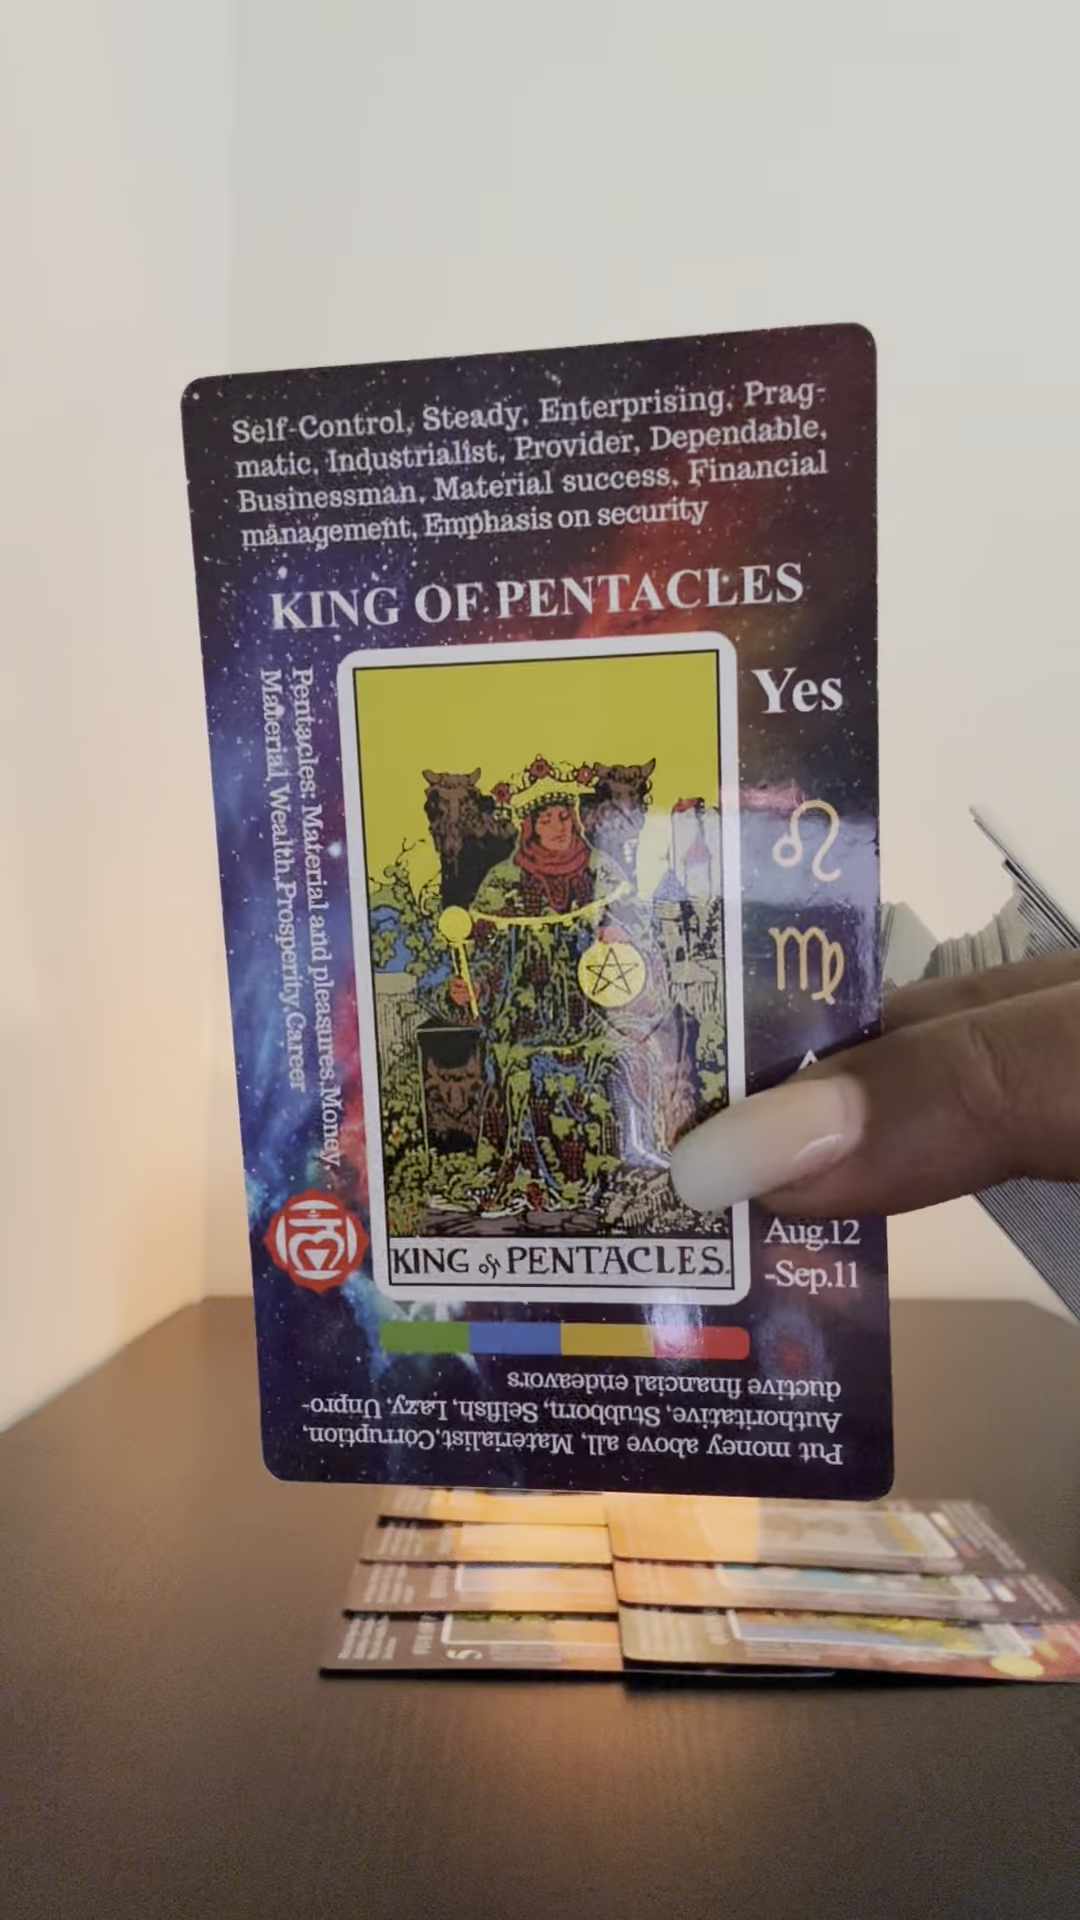 Self-Control, Steady, Enterprising, Prag-
matic, Industrialist, Provider, Dependable,
Businessman, Material success, Financial
management, Emphasis on security
KING OF PENTACLES
Yes
Pentacles: Material and pleasures,Money,
Material Wealth,Prosperity,Career
KING of PENTACLES.
Aug.12
-Sep.11
Put money above all, Materialist,Corruption,
Authoritative, Stubborn, Selfish, Lazy, Unpro-
ductive financial endeavors
5